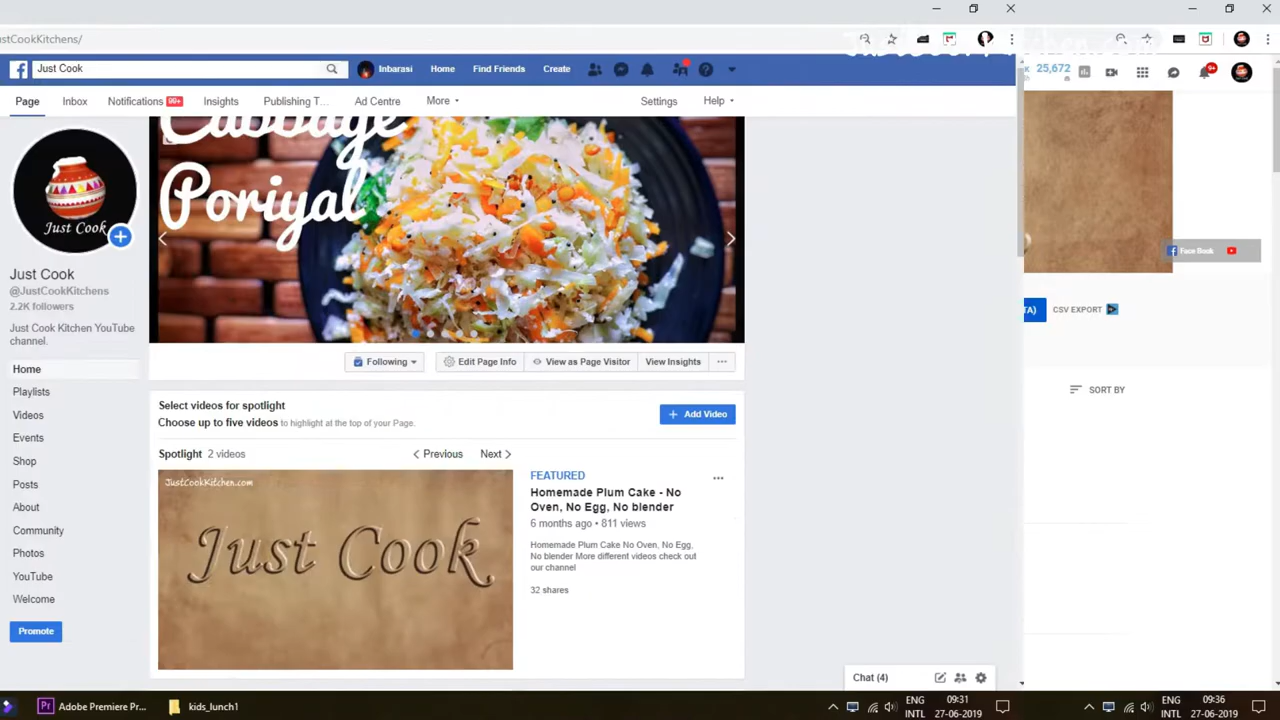 JustCookKitchens/
JustCookKitchen.com
Just Cook
Inbarasi
Home
Find Friends
Create
25,672
9+
Page
Inbox
Notifications 99+
Insights
Publishing T...
Ad Centre
More
Settings
Help
Cabbage
Poriyal
Just Cook
Just Cook
@JustCookKitchens
2.2K followers
Just Cook Kitchen YouTube
channel.
Face Book
CSV EXPORT
TA)
Following
Edit Page Info
View as Page Visitor
View Insights
Home
Playlists
Videos
Events
Shop
Posts
About
Community
Photos
YouTube
Welcome
Promote
SORT BY
Select videos for spotlight
Choose up to five videos to highlight at the top of your Page.
+ Add Video
Spotlight 2 videos
Previous
Next
JustCookKitchen.com
Just Cook
FEATURED
Homemade Plum Cake - No
Oven, No Egg, No blender
6 months ago • 811 views
Homemade Plum Cake No Oven, No Egg,
No blender More different videos check out
our channel
32 shares
Chat (4)
Adobe Premiere Pr...
kids_lunch1
ENG
INTL
09:31
27-06-2019
ENG
INTL
09:36
27-06-2019